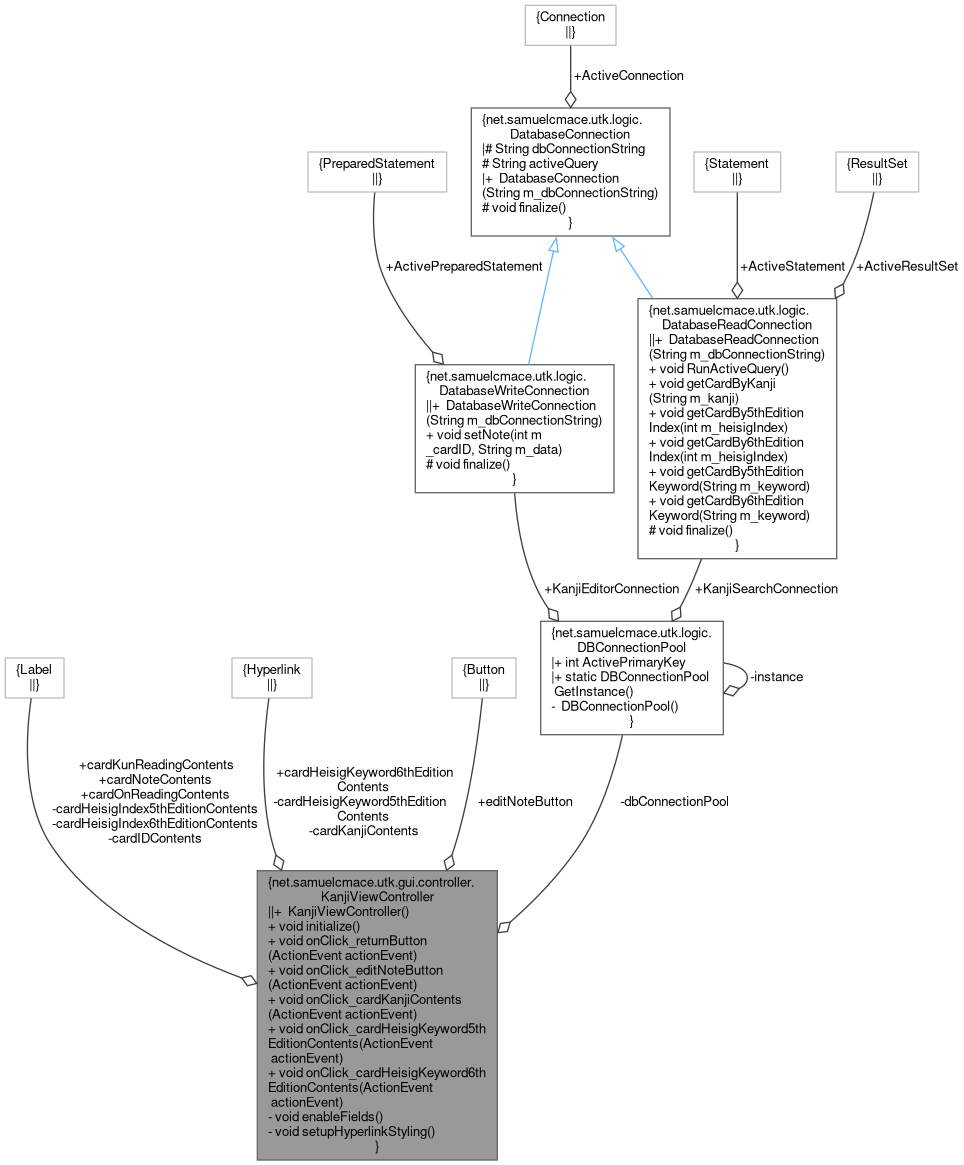 {Connection
||}
+ActiveConnection
{net.samuelcmace.utk.logic.
DatabaseConnection
|# String dbConnectionString
# String activeQuery
|+  DatabaseConnection
(String m_dbConnectionString)
# void finalize()
}
{PreparedStatement
||}
{Statement
||}
{ResultSet
||}
+ActivePreparedStatement
+ActiveStatement
+ActiveResultSet
{net.samuelcmace.utk.logic.
DatabaseReadConnection
||+  DatabaseReadConnection
(String m_dbConnectionString)
+ void RunActiveQuery()
+ void getCardByKanji
(String m_kanji)
+ void getCardBy5thEdition
Index(int m_heisigIndex)
+ void getCardBy6thEdition
Index(int m_heisigIndex)
+ void getCardBy5thEdition
Keyword(String m_keyword)
+ void getCardBy6thEdition
Keyword(String m_keyword)
# void finalize()
}
{net.samuelcmace.utk.logic.
DatabaseWriteConnection
||+  DatabaseWriteConnection
(String m_dbConnectionString)
+ void setNote(int m
_cardID, String m_data)
# void finalize()
}
+KanjiEditorConnection
+KanjiSearchConnection
{net.samuelcmace.utk.logic.
DBConnectionPool
|+ int ActivePrimaryKey
|+ static DBConnectionPool
GetInstance()
-  DBConnectionPool()
}
-instance
{Label
||}
{Hyperlink
||}
{Button
||}
+cardKunReadingContents
+cardNoteContents
+cardOnReadingContents
-cardHeisigIndex5thEditionContents
-cardHeisigIndex6thEditionContents
-cardIDContents
+cardHeisigKeyword6thEdition
Contents
-cardHeisigKeyword5thEdition
Contents
-cardKanjiContents
+editNoteButton
-dbConnectionPool
{net.samuelcmace.utk.gui.controller.
KanjiViewController
||+  KanjiViewController()
+ void initialize()
+ void onClick_returnButton
(ActionEvent actionEvent)
+ void onClick_editNoteButton
(ActionEvent actionEvent)
+ void onClick_cardKanjiContents
(ActionEvent actionEvent)
+ void onClick_cardHeisigKeyword5th
EditionContents(ActionEvent
actionEvent)
+ void onClick_cardHeisigKeyword6th
EditionContents(ActionEvent
actionEvent)
- void enableFields()
- void setupHyperlinkStyling()
}